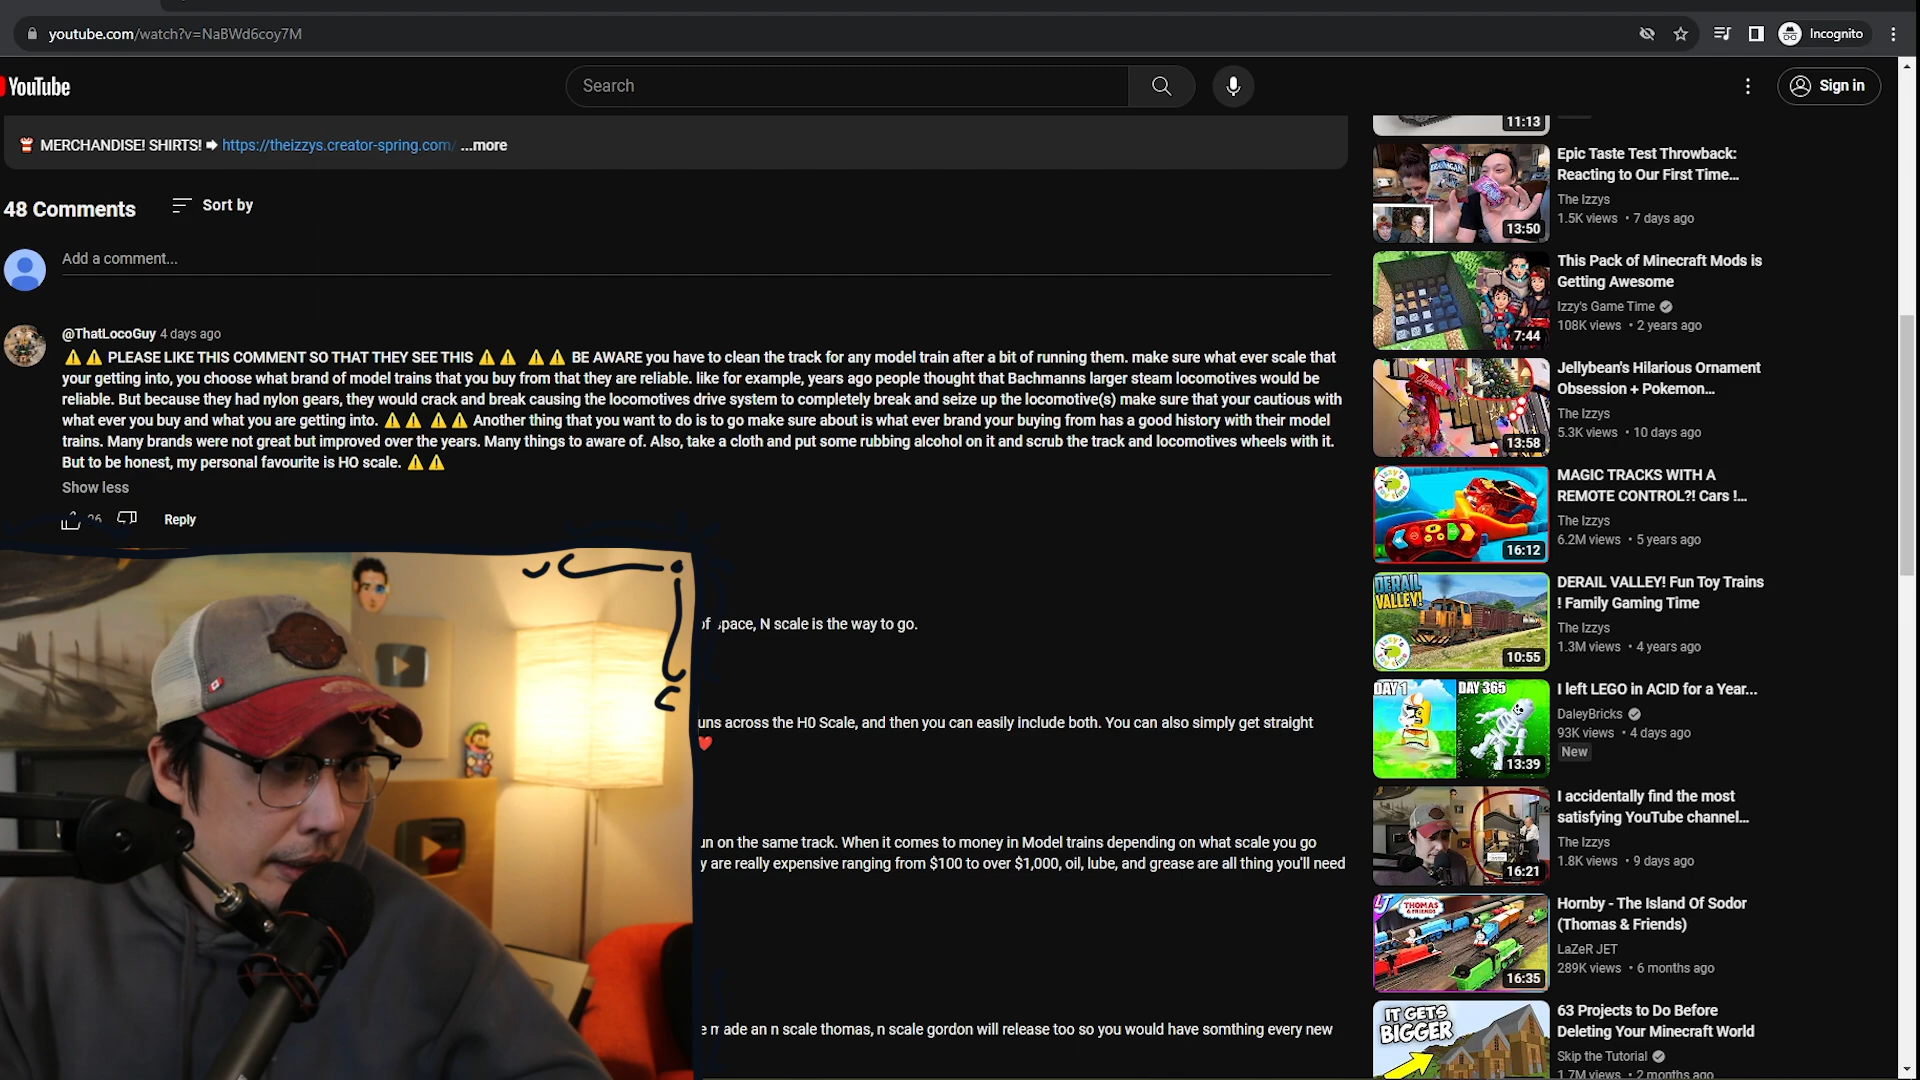 youtube.com/watch?v=NaBWd6coy7M
Incognito
YouTube
Search
Sign in
MERCHANDISE! SHIRTS! ➡ https://theizzys.creator-spring.com/ ...more
48 Comments
Sort by
Add a comment...
@ThatLocoGuy 4 days ago
⚠️⚠️ PLEASE LIKE THIS COMMENT SO THAT THEY SEE THIS ⚠️⚠️ ⚠️⚠️ BE AWARE you have to clean the track for any model train after a bit of running them. make sure what ever scale that
your getting into, you choose what brand of model trains that you buy from that they are reliable. like for example, years ago people thought that Bachmanns larger steam locomotives would be
reliable. But because they had nylon gears, they would crack and break causing the locomotives drive system to completely break and seize up the locomotive(s) make sure that your cautious with
what ever you buy and what you are getting into. ⚠️⚠️ ⚠️⚠️ Another thing that you want to do is to go make sure about is what ever brand your buying from has a good history with their model
trains. Many brands were not great but improved over the years. Many things to aware of. Also, take a cloth and put some rubbing alcohol on it and scrub the track and locomotives wheels with it.
But to be honest, my personal favourite is HO scale. ⚠️⚠️
Show less
Reply
of space, N scale is the way to go.
uns across the H0 Scale, and then you can easily include both. You can also simply get straight
❤️
un on the same track. When it comes to money in Model trains depending on what scale you go
y are really expensive ranging from $100 to over $1,000, oil, lube, and grease are all thing you'll need
e made an n scale thomas, n scale gordon will release too so you would have somthing every new
11:13
13:50
Epic Taste Test Throwback:
Reacting to Our First Time...
The Izzys
1.5K views • 7 days ago
7:44
This Pack of Minecraft Mods is
Getting Awesome
Izzy's Game Time
108K views • 2 years ago
Believe
13:58
Jellybean's Hilarious Ornament
Obsession + Pokemon...
The Izzys
5.3K views • 10 days ago
izzy's toy time
16:12
MAGIC TRACKS WITH A
REMOTE CONTROL?! Cars !...
The Izzys
6.2M views • 5 years ago
DERAIL
VALLEY!
izzy's toy time
10:55
DERAIL VALLEY! Fun Toy Trains
! Family Gaming Time
The Izzys
1.3M views • 4 years ago
DAY 1 DAY 365
13:39
I left LEGO in ACID for a Year...
DaleyBricks
93K views • 4 days ago
New
16:21
I accidentally find the most
satisfying YouTube channel...
The Izzys
1.8K views • 9 days ago
LJ
THOMAS
& FRIENDS
16:35
Hornby - The Island Of Sodor
(Thomas & Friends)
LaZeR JET
289K views • 6 months ago
IT GETS
BIGGER
63 Projects to Do Before
Deleting Your Minecraft World
Skip the Tutorial
1.7M views • 2 months ago